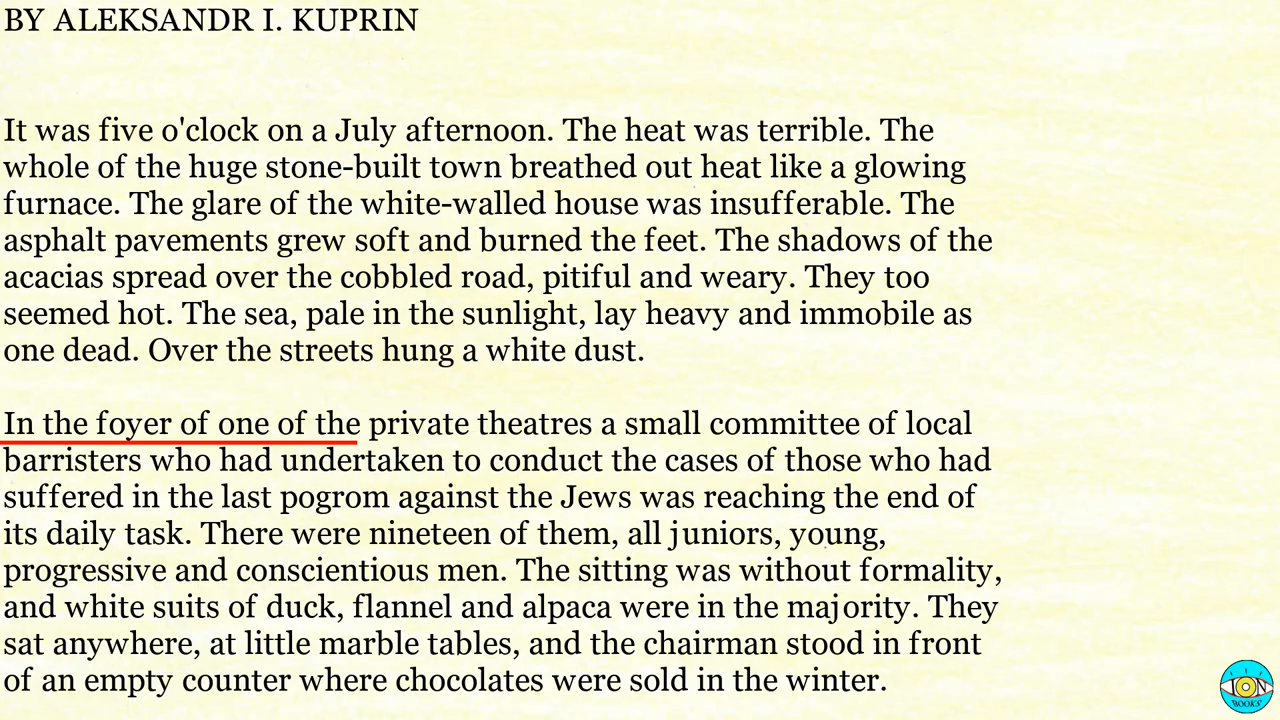 BY ALEKSANDR I. KUPRIN
It was five o'clock on a July afternoon. The heat was terrible. The
whole of the huge stone-built town breathed out heat like a glowing
furnace. The glare of the white-walled house was insufferable. The
asphalt pavements grew soft and burned the feet. The shadows of the
acacias spread over the cobbled road, pitiful and weary. They too
seemed hot. The sea, pale in the sunlight, lay heavy and immobile as
one dead. Over the streets hung a white dust.
In the foyer of one of the private theatres a small committee of local
barristers who had undertaken to conduct the cases of those who had
suffered in the last pogrom against the Jews was reaching the end of
its daily task. There were nineteen of them, all juniors, young,
progressive and conscientious men. The sitting was without formality,
and white suits of duck, flannel and alpaca were in the majority. They
sat anywhere, at little marble tables, and the chairman stood in front
of an empty counter where chocolates were sold in the winter.
ION
BOOKS